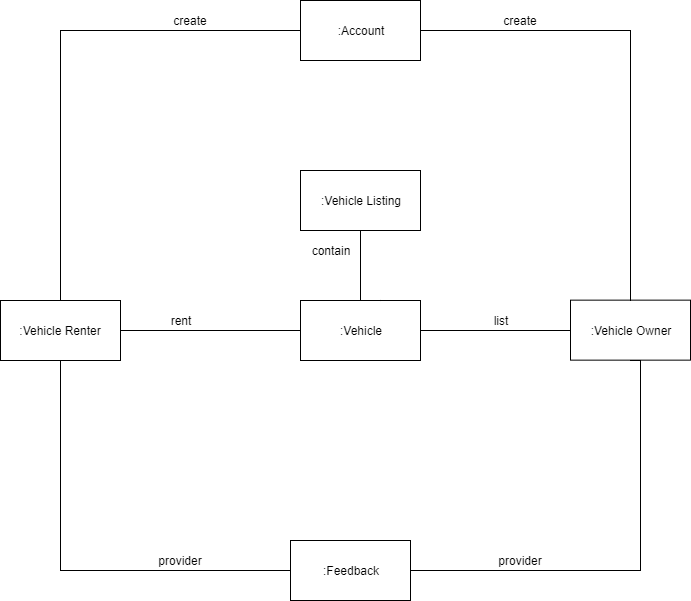 create
create
:Account
:Vehicle Listing
contain
rent
list
:Vehicle Renter
:Vehicle
:Vehicle Owner
provider
provider
:Feedback